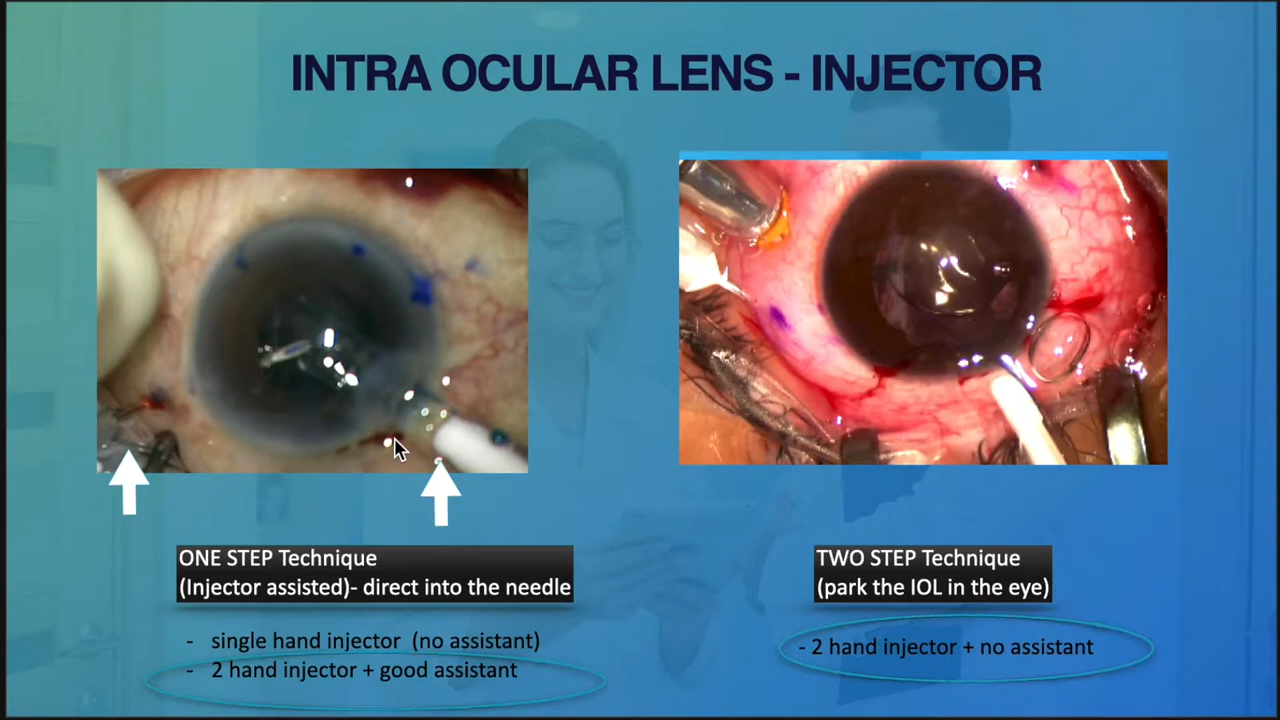 INTRA OCULAR LENS - INJECTOR
ONE STEP Technique
(Injector assisted)- direct into the needle
- single hand injector (no assistant)
- 2 hand injector + good assistant
TWO STEP Technique
(park the IOL in the eye)
- 2 hand injector + no assistant